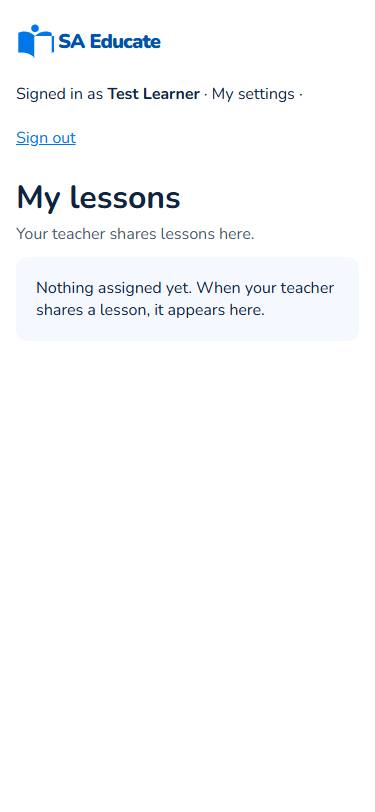 SA Educate
Signed in as Test Learner · My settings ·
Sign out
My lessons
Your teacher shares lessons here.
Nothing assigned yet. When your teacher
shares a lesson, it appears here.